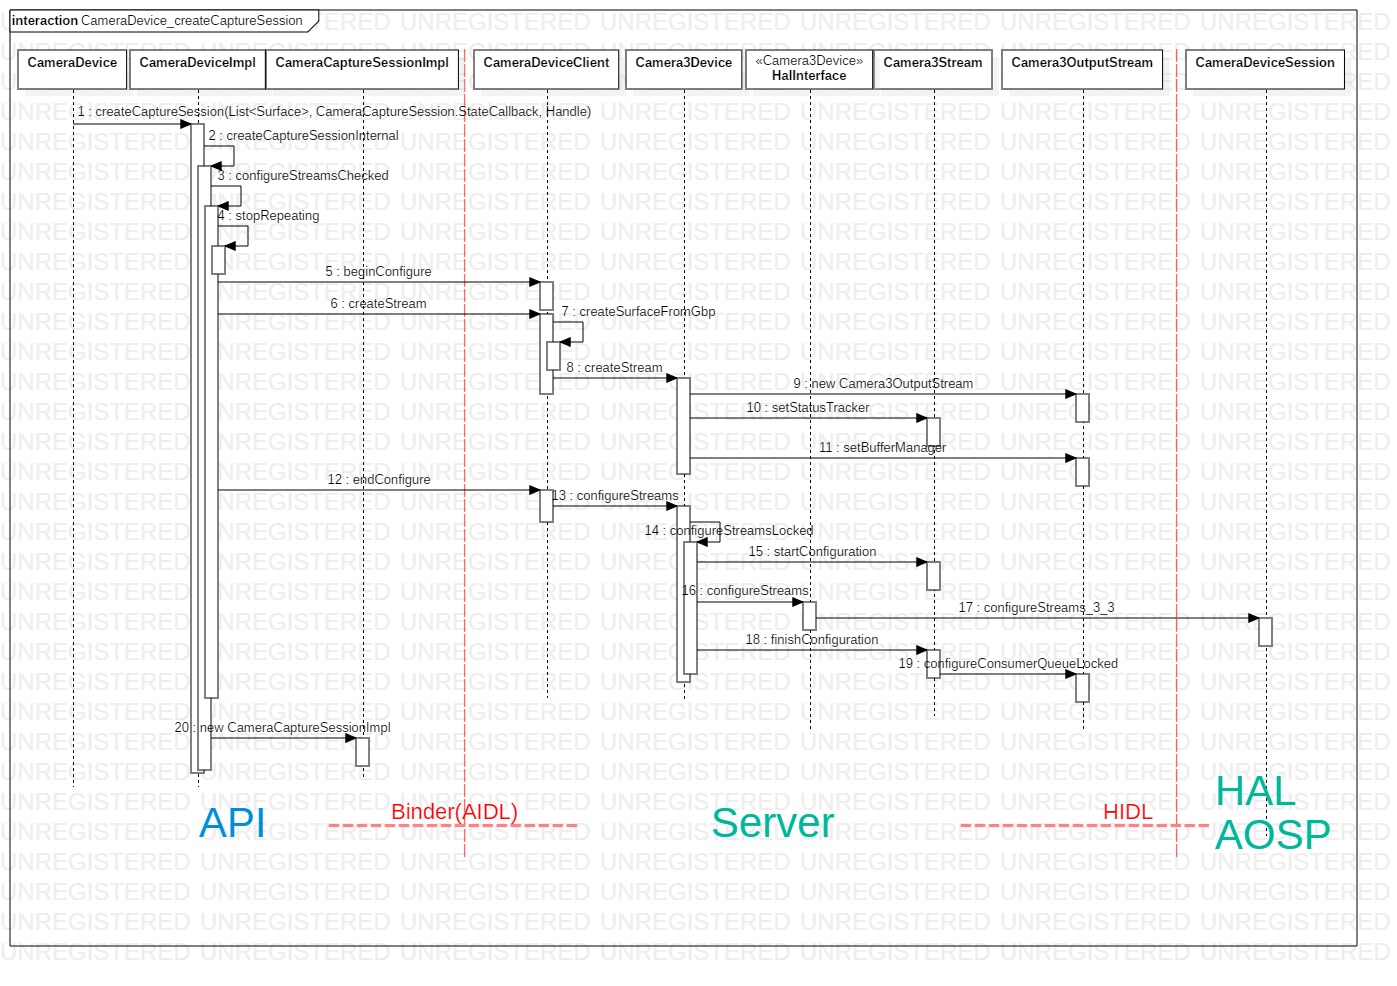 interaction CameraDevice_createCaptureSession
CameraDevice
CameraDeviceImpl
CameraCaptureSessionImpl
CameraDeviceClient
Camera3Device
«Camera3Device»
HalInterface
Camera3Stream
Camera3OutputStream
CameraDeviceSession
1 : createCaptureSession(List<Surface>, CameraCaptureSession.StateCallback, Handle)
2 : createCaptureSessionInternal
3 : configureStreamsChecked
4 : stopRepeating
5 : beginConfigure
6 : createStream
7 : createSurfaceFromGbp
8 : createStream
9 : new Camera3OutputStream
10 : setStatusTracker
11 : setBufferManager
12 : endConfigure
13 : configureStreams
14 : configureStreamsLocked
15 : startConfiguration
16 : configureStreams
17 : configureStreams_3_3
18 : finishConfiguration
19 : configureConsumerQueueLocked
20 : new CameraCaptureSessionImpl
API
Binder(AIDL)
Server
HIDL
HAL
AOSP
UNREGISTERED